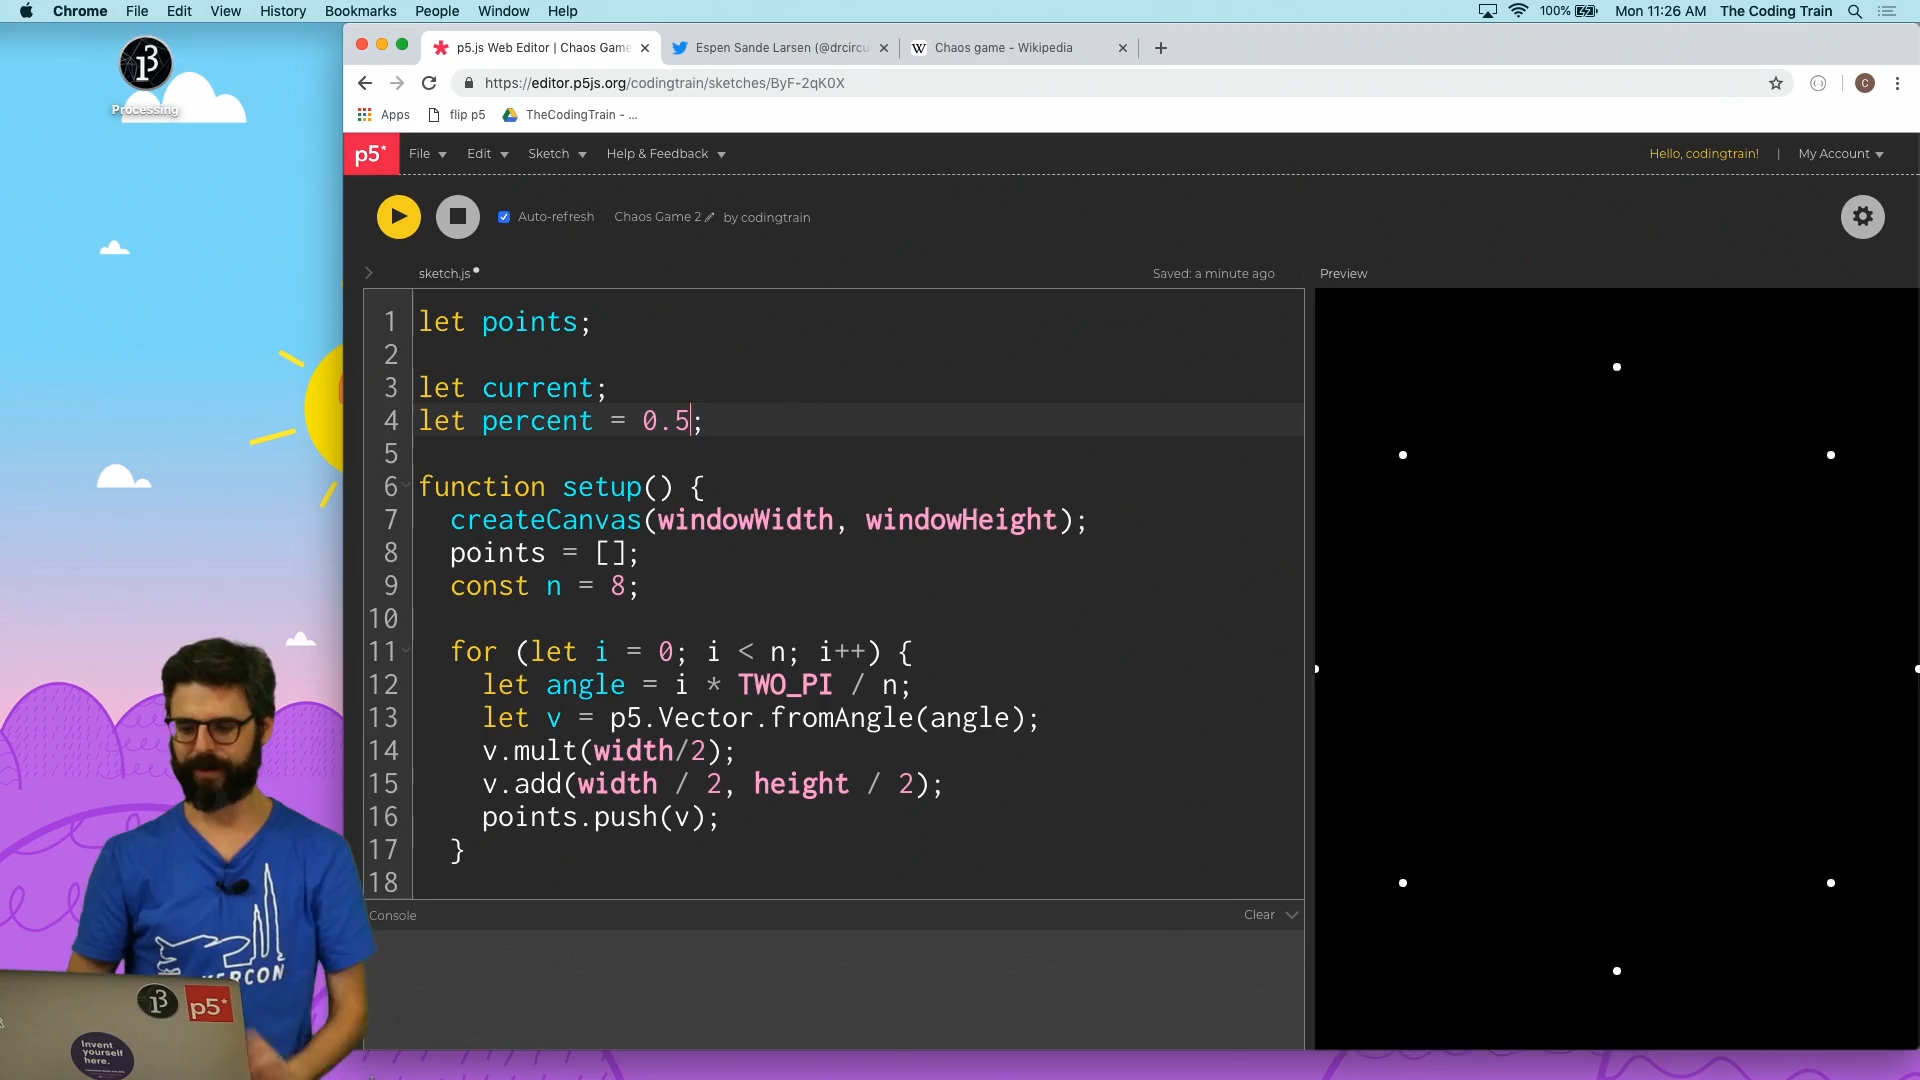 Chrome File Edit View History Bookmarks People Window Help
100% Mon 11:26 AM The Coding Train
Processing
p5.js Web Editor | Chaos Game
Espen Sande Larsen (@drcircu
W Chaos game - Wikipedia
https://editor.p5js.org/codingtrain/sketches/ByF-2qK0X
C
Apps flip p5 TheCodingTrain - ...
p5* File Edit Sketch Help & Feedback Hello, codingtrain! | My Account
Auto-refresh Chaos Game 2 by codingtrain
sketch.js Saved: a minute ago Preview
1 let points;
2
3 let current;
4 let percent = 0.5;
5
6 function setup() {
7 createCanvas(windowWidth, windowHeight);
8 points = [];
9 const n = 8;
10
11 for (let i = 0; i < n; i++) {
12 let angle = i * TWO_PI / n;
13 let v = p5.Vector.fromAngle(angle);
14 v.mult(width/2);
15 v.add(width / 2, height / 2);
16 points.push(v);
17 }
18
Console Clear
p5*
Invent
yourself
here.